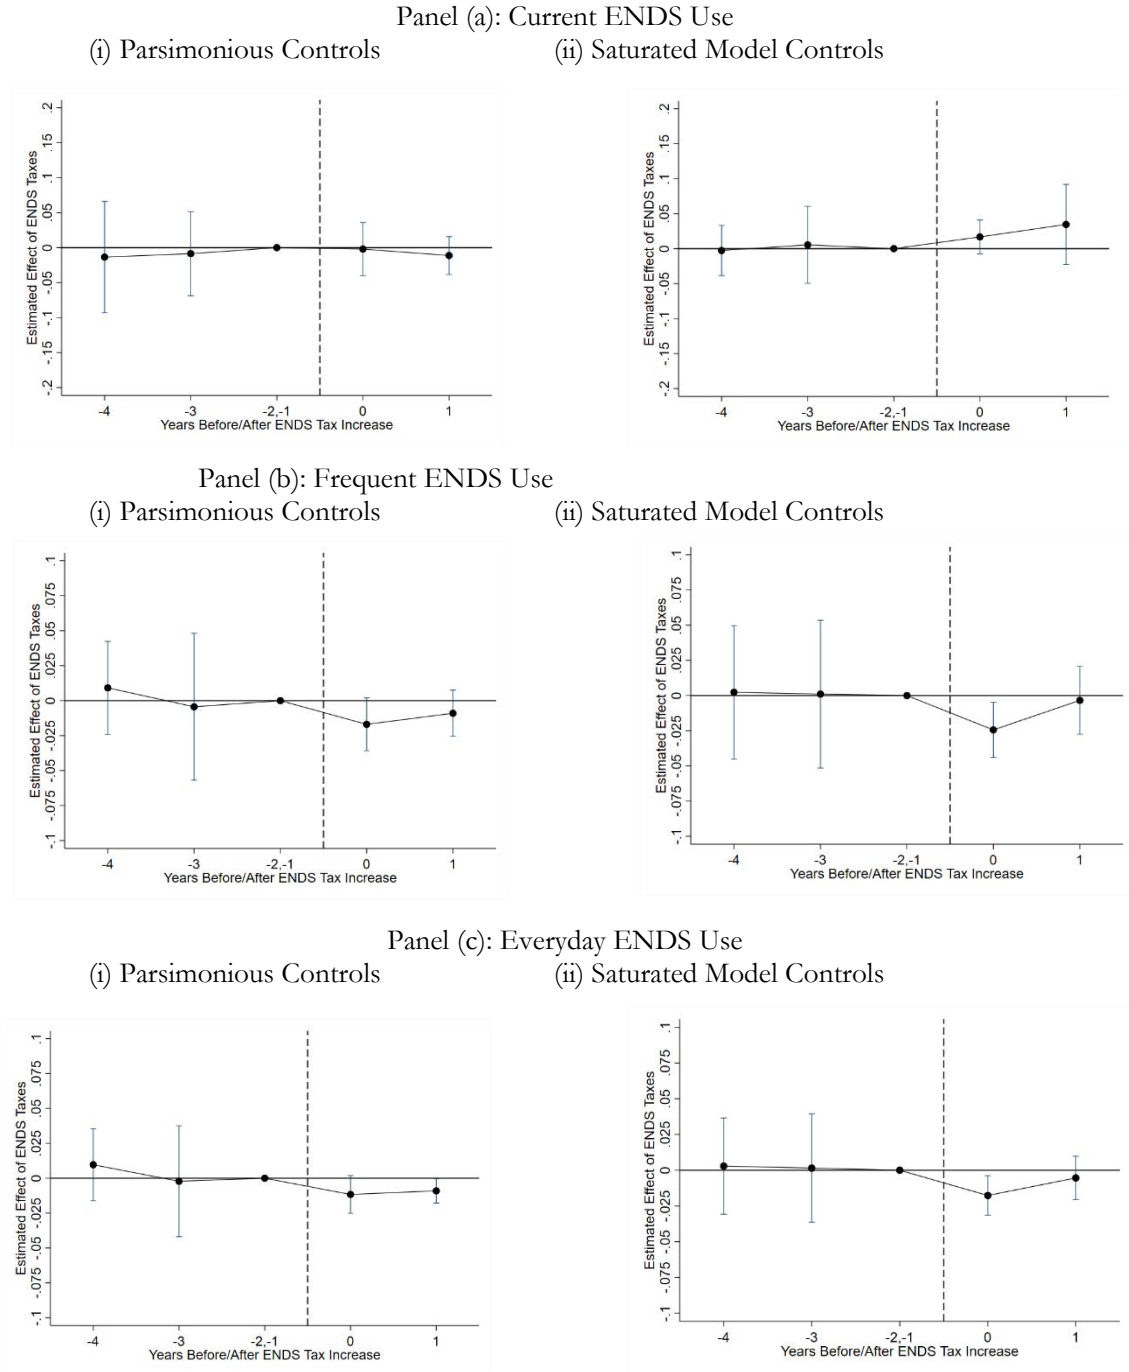 Panel (a): Current ENDS Use
(i) Parsimonious Controls
(ii) Saturated Model Controls
Estimated Effect of ENDS Taxes
.2
.15
.1
.05
0
-.05
-.1
-.15
-.2
-4 -3 -2,-1 0 1
Years Before/After ENDS Tax Increase
Estimated Effect of ENDS Taxes
.2
.15
.1
.05
0
-.05
-.1
-.15
-.2
-4 -3 -2,-1 0 1
Years Before/After ENDS Tax Increase
Panel (b): Frequent ENDS Use
(i) Parsimonious Controls
(ii) Saturated Model Controls
Estimated Effect of ENDS Taxes
.1
.075
.05
.025
0
-.025
-.05
-.075
-.1
-4 -3 -2,-1 0 1
Years Before/After ENDS Tax Increase
Estimated Effect of ENDS Taxes
.1
.075
.05
.025
0
-.025
-.05
-.075
-.1
-4 -3 -2,-1 0 1
Years Before/After ENDS Tax Increase
Panel (c): Everyday ENDS Use
(i) Parsimonious Controls
(ii) Saturated Model Controls
Estimated Effect of ENDS Taxes
.1
.075
.05
.025
0
-.025
-.05
-.075
-.1
-4 -3 -2,-1 0 1
Years Before/After ENDS Tax Increase
Estimated Effect of ENDS Taxes
.1
.075
.05
.025
0
-.025
-.05
-.075
-.1
-4 -3 -2,-1 0 1
Years Before/After ENDS Tax Increase